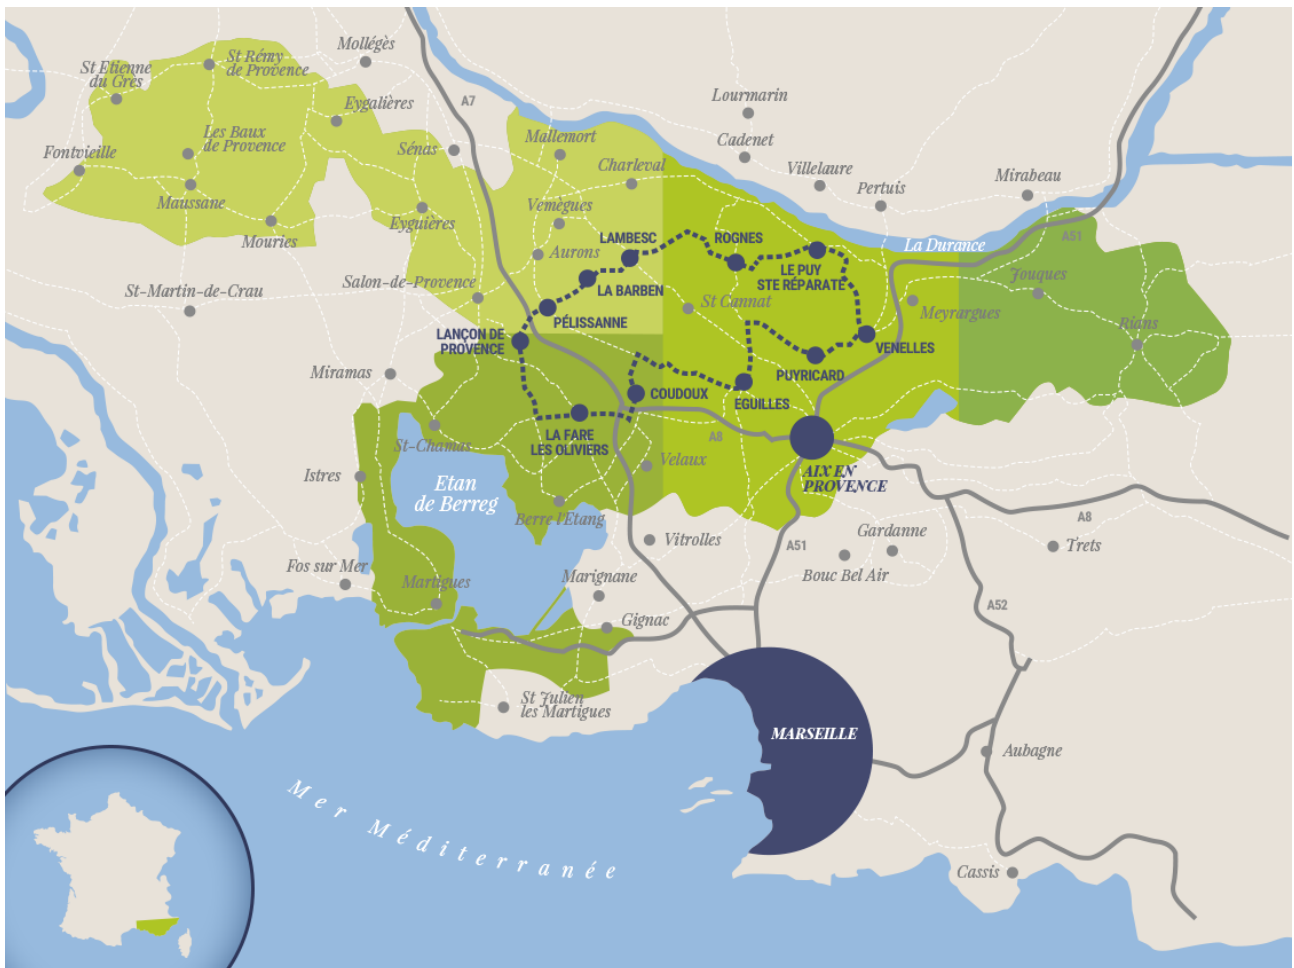 Mollégès
St Rémy
de Provence
St Etienne
du Grès
A7
Eygalières
Lourmarin
Les Baux
de Provence
Mallemort
Cadenet
Fontvieille
Sénas
Charleval
Villelaure
Pertuis
Mirabeau
Maussane
Vernègues
Eyguières
Mouries
LAMBESC
ROGNES
La Durance
A51
Aurons
LE PUY
STE RÉPARATE
Jouques
Salon-de-Provence
LA BARBEN
St-Martin-de-Crau
St Cannat
Meyrargues
PÉLISSANNE
Rians
LANÇON DE
PROVENCE
VENELLES
Miramas
PUYRICARD
COUDOUX
EGUILLES
LA FARE
LES OLIVIERS
A8
St-Chamas
Velaux
Istres
Etan
de Berreg
AIX EN
PROVENCE
Berre l'Etang
A8
Vitrolles
A51
Gardanne
Trets
Fos sur Mer
Martigues
Marignane
Bouc Bel Air
A52
Gignac
St Julien
les Martigues
MARSEILLE
Aubagne
Mer Méditerranée
Cassis